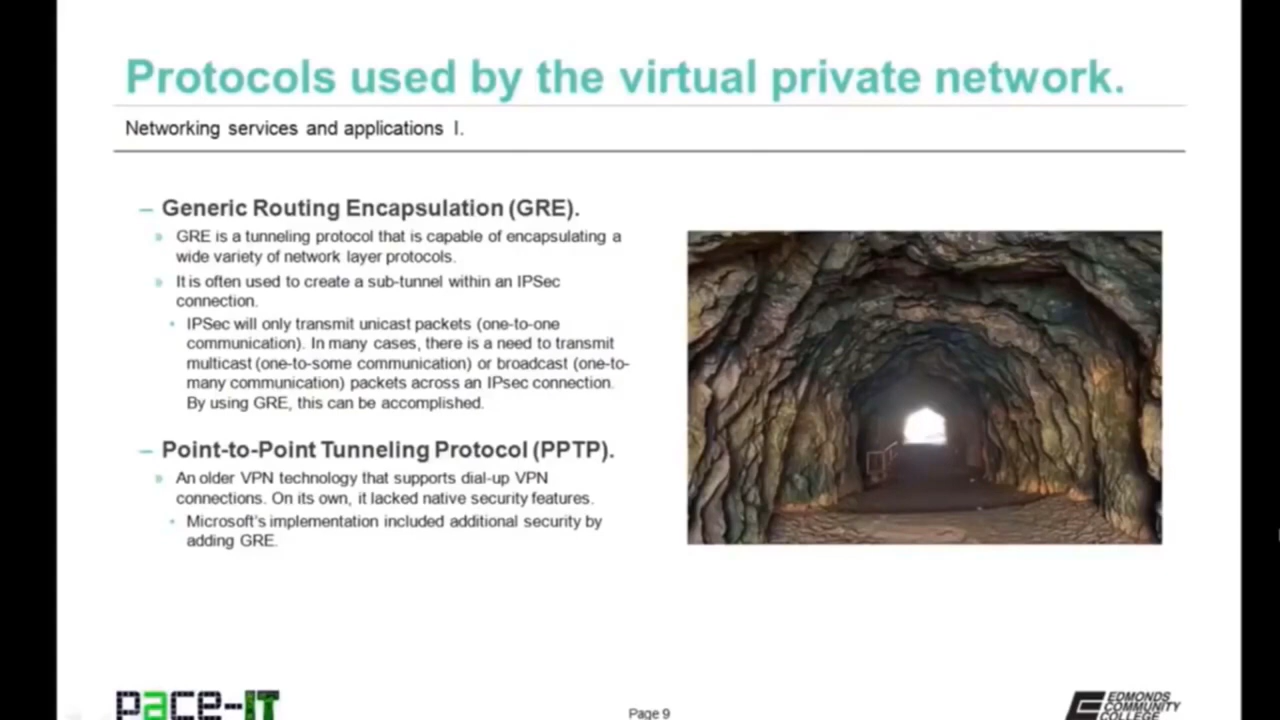 Protocols used by the virtual private network.
Networking services and applications I.
– Generic Routing Encapsulation (GRE).
» GRE is a tunneling protocol that is capable of encapsulating a
wide variety of network layer protocols.
» It is often used to create a sub-tunnel within an IPSec
connection.
• IPSec will only transmit unicast packets (one-to-one
communication). In many cases, there is a need to transmit
multicast (one-to-some communication) or broadcast (one-to-
many communication) packets across an IPsec connection.
By using GRE, this can be accomplished.
– Point-to-Point Tunneling Protocol (PPTP).
» An older VPN technology that supports dial-up VPN
connections. On its own, it lacked native security features.
• Microsoft's implementation included additional security by
adding GRE.
pace-IT
Page 9
EDMONDS
COMMUNITY
COLLEGE